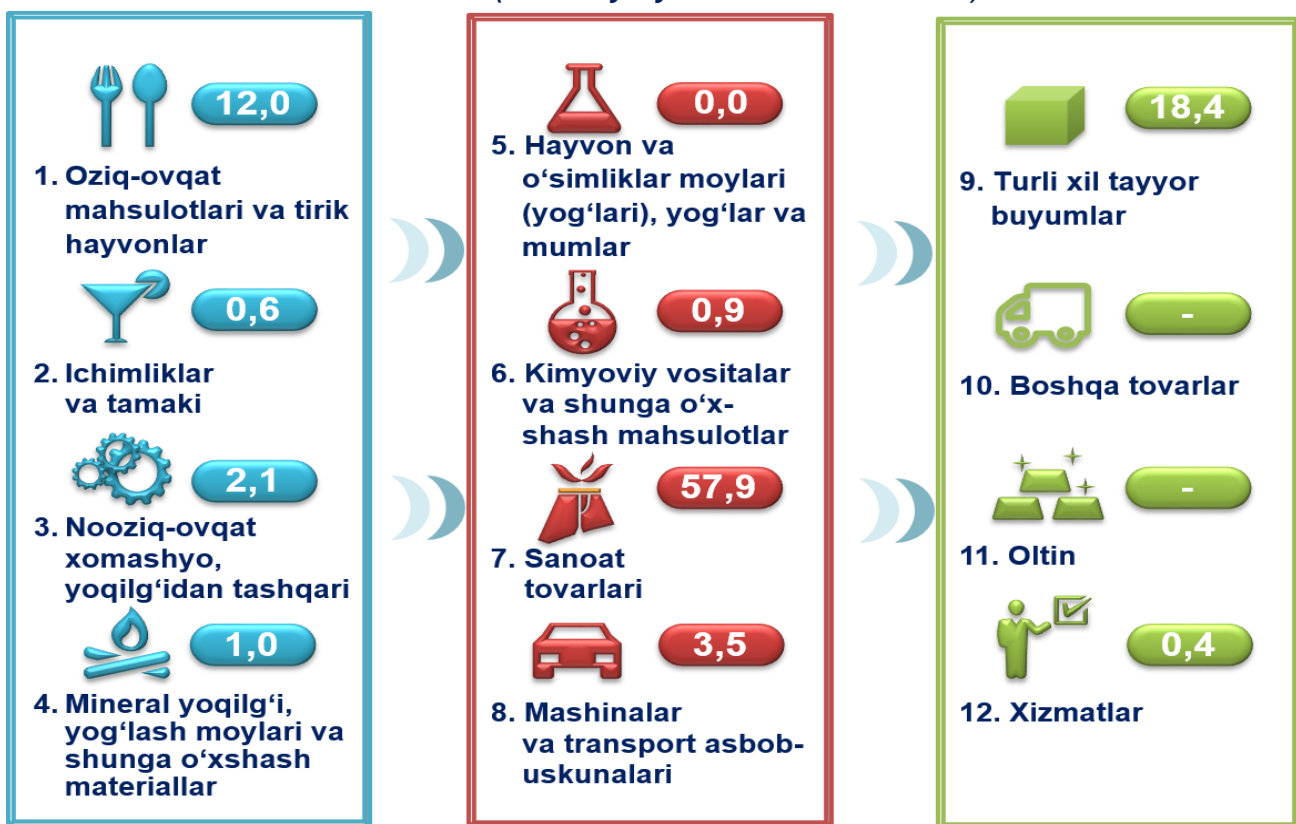 12,0
1. Oziq-ovqat
mahsulotlari va tirik
hayvonlar
0,6
2. Ichimliklar
va tamaki
2,1
3. Nooziq-ovqat
xomashyo,
yoqilg‘idan tashqari
1,0
4. Mineral yoqilg‘i,
yog‘lash moylari va
shunga o‘xshash
materiallar
0,0
5. Hayvon va
o‘simliklar moylari
(yog‘lari), yog‘lar va
mumlar
0,9
6. Kimyoviy vositalar
va shunga o‘x-
shash mahsulotlar
57,9
7. Sanoat
tovarlari
3,5
8. Mashinalar
va transport asbob-
uskunalari
18,4
9. Turli xil tayyor
buyumlar
-
10. Boshqa tovarlar
-
11. Oltin
0,4
12. Xizmatlar